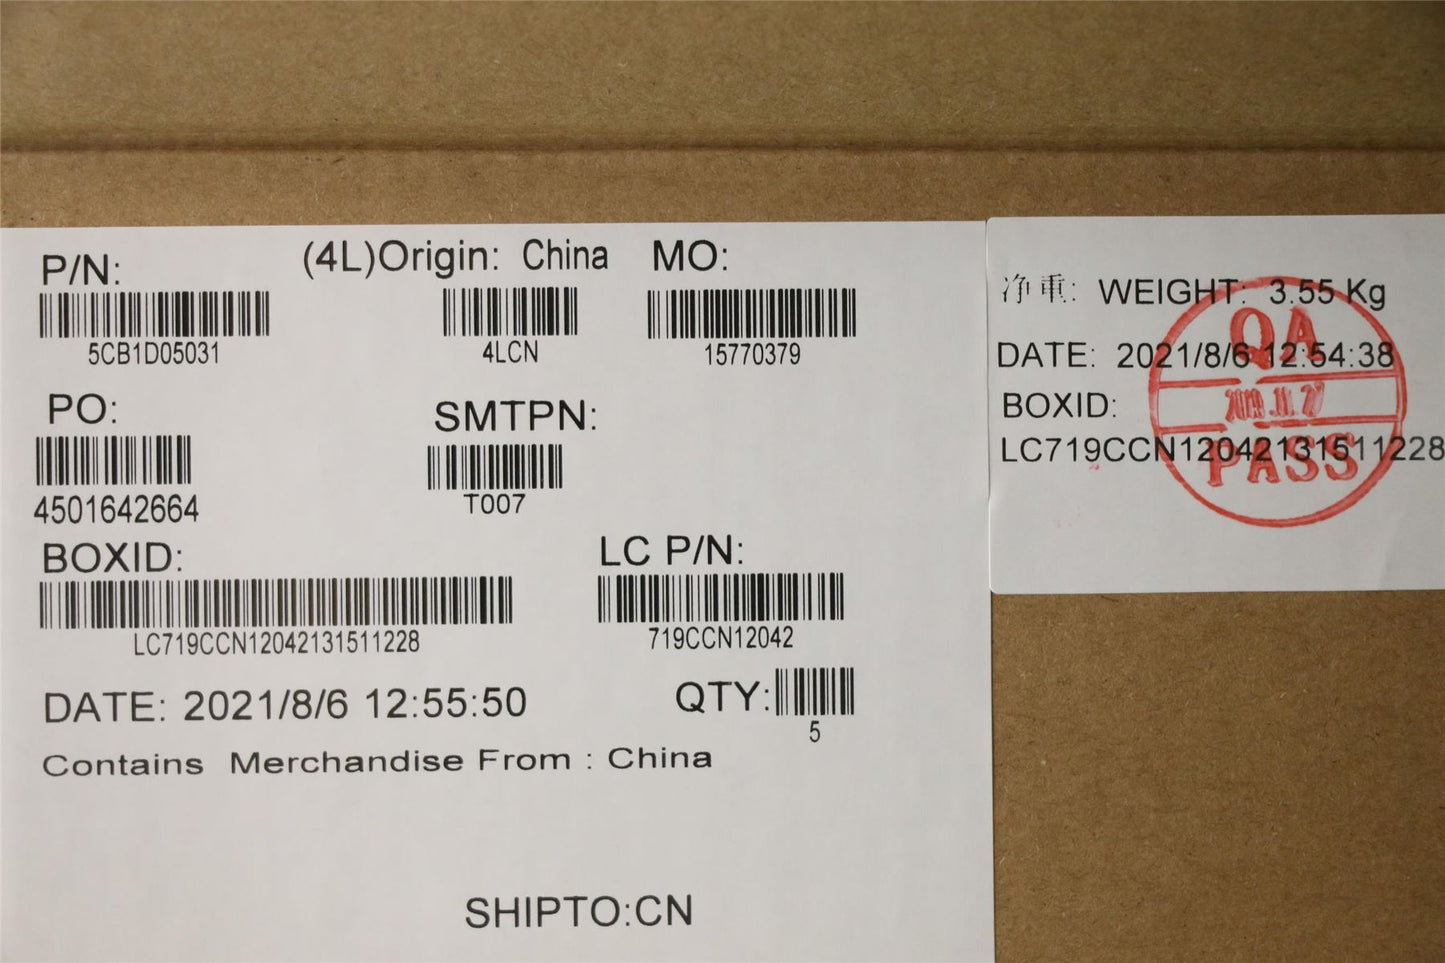 P/N:
5CB1D05031
(4L)Origin: China
4LCN
MO:
15770379
PO:
4501642664
SMTPN:
T007
BOXID:
LC719CCN12042131511228
LC P/N:
719CCN12042
DATE: 2021/8/6 12:55:50
QTY:
5
Contains Merchandise From : China
SHIPTO:CN
净重: WEIGHT: 3.55 Kg
DATE: 2021/8/6 12:54:38
BOXID:
LC719CCN12042131511228
QA
PASS